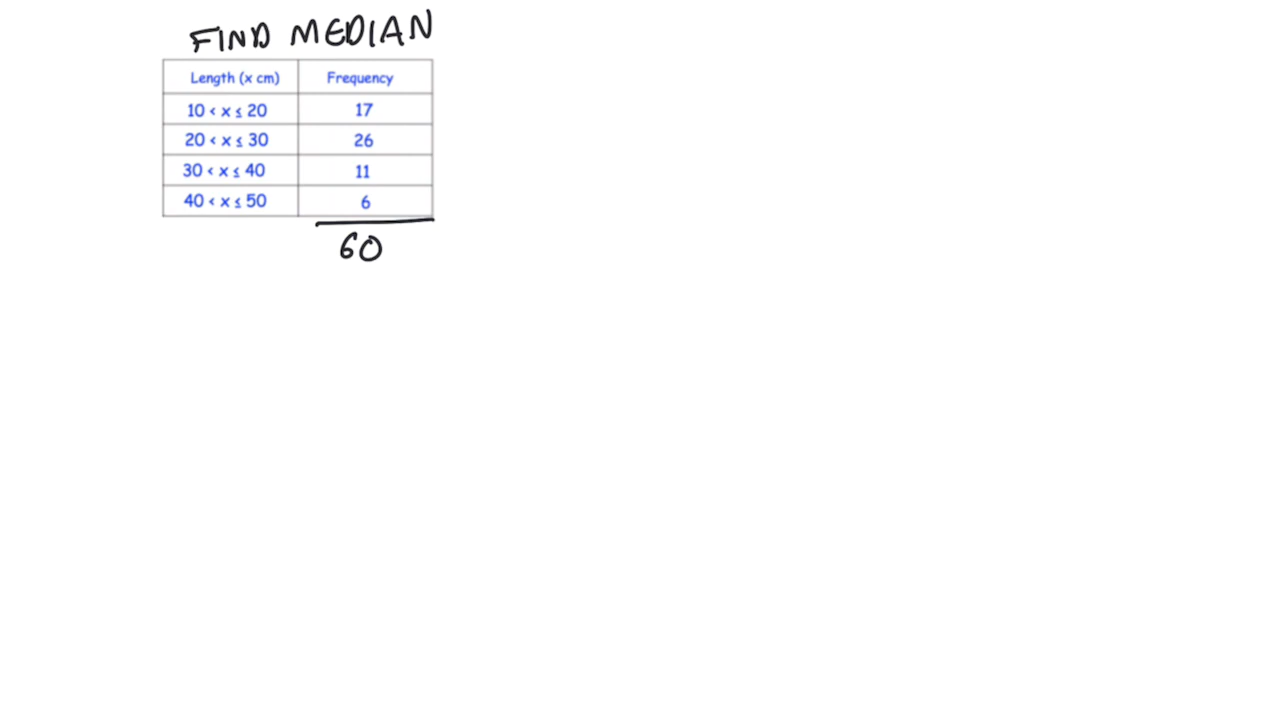 FIND MEDIAN
Length (x cm) Frequency
10 < x ≤ 20 17
20 < x ≤ 30 26
30 < x ≤ 40 11
40 < x ≤ 50 6
60